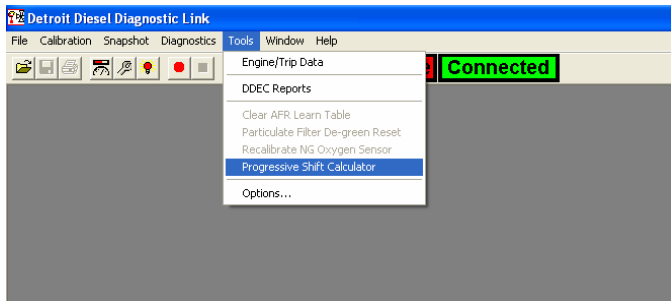 Detroit Diesel Diagnostic Link
File Calibration Snapshot Diagnostics Tools Window Help
Connected
Engine/Trip Data
DDEC Reports
Clear AFR Learn Table
Particulate Filter De-green Reset
Recalibrate NG Oxygen Sensor
Progressive Shift Calculator
Options...